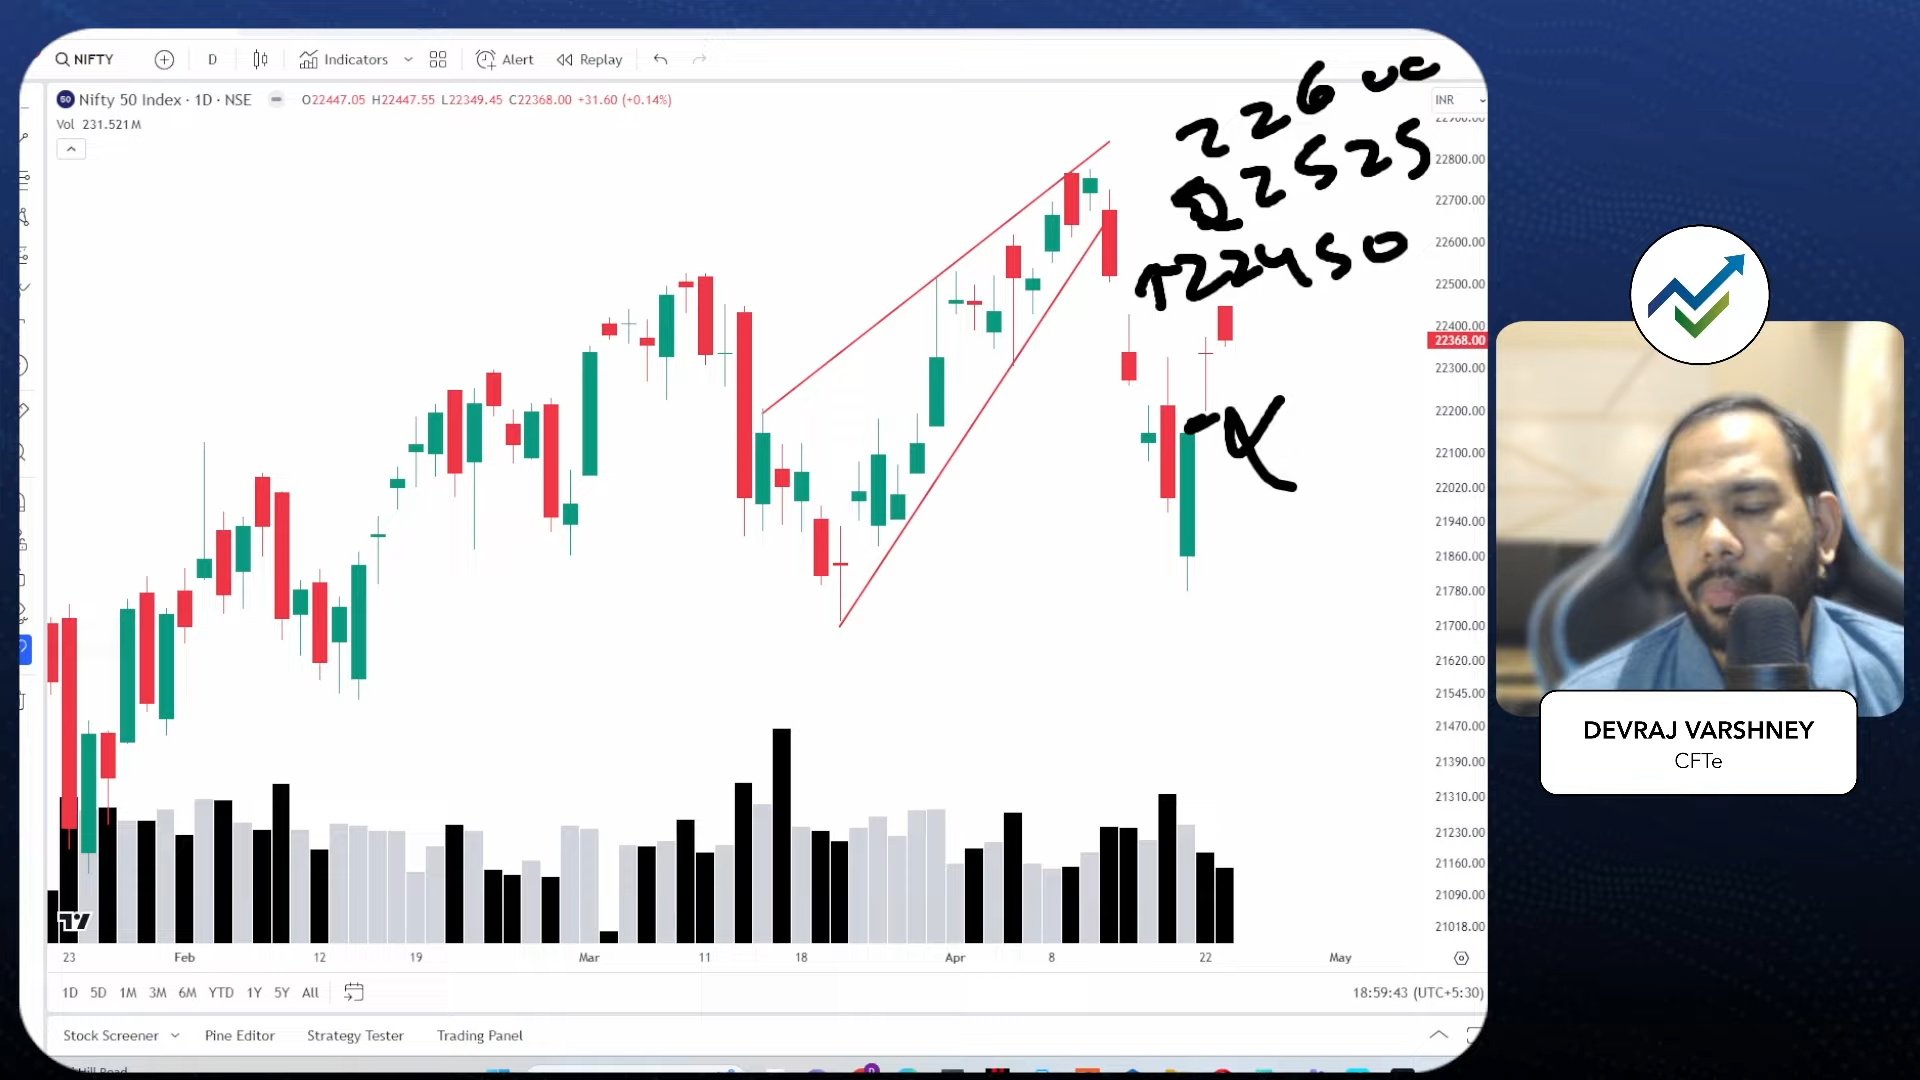 NIFTY
D
Indicators
Alert
Replay
Nifty 50 Index · 1D · NSE
O22447.05 H22447.55 L22349.45 C22368.00 +31.60 (+0.14%)
Vol 231.521M
22600
22525
↑22450
INR
22900.00
22800.00
22700.00
22600.00
22500.00
22400.00
22368.00
22300.00
22200.00
22100.00
22020.00
21940.00
21860.00
21780.00
21700.00
21620.00
21545.00
21470.00
21390.00
21310.00
21230.00
21160.00
21090.00
21018.00
23 Feb 12 19 Mar 11 18 Apr 8 22 May
1D 5D 1M 3M 6M YTD 1Y 5Y All
18:59:43 (UTC+5:30)
Stock Screener Pine Editor Strategy Tester Trading Panel
DEVRAJ VARSHNEY
CFTe